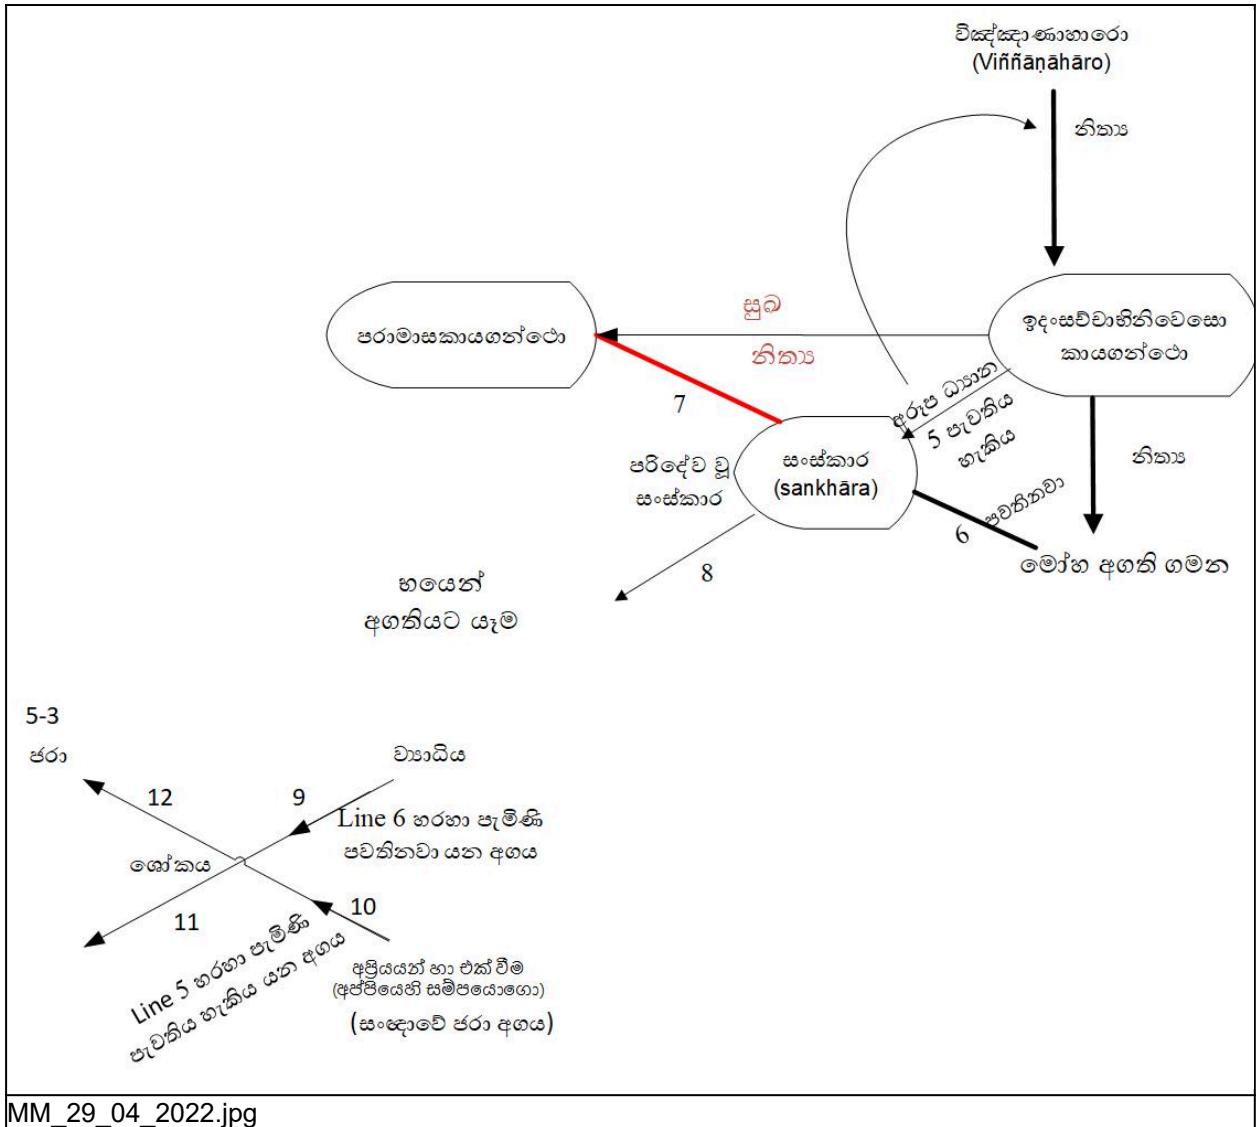 විඤ්ඤාණාහාරො
(Viññāṇāhāro)
නිත්‍ය
සුඛ
නිත්‍ය
පරාමාසකායගන්ථො
ඉදංසච්චාභිනිවෙසො
කායගන්ථො
අරූප ධ්‍යාන
5 පැවතිය
හැකිය
7
සංස්කාර
(sankhāra)
පරිදේව වූ
සංස්කාර
නිත්‍ය
6 පවතිනවා
මෝහ අගති ගමන
8
භයෙන්
අගතියට යෑම
5-3
ජරා
ව්‍යාධිය
12
9
Line 6 හරහා පැමිණි
පවතිනවා යන අගය
ශෝකය
11
10
Line 5 හරහා පැමිණි
පැවතිය හැකිය යන අගය
අප්‍රියයන් හා එක් වීම
(අප්පියෙහි සම්පයොගො)
(සංඥාවේ ජරා අගය)
MM_29_04_2022.jpg